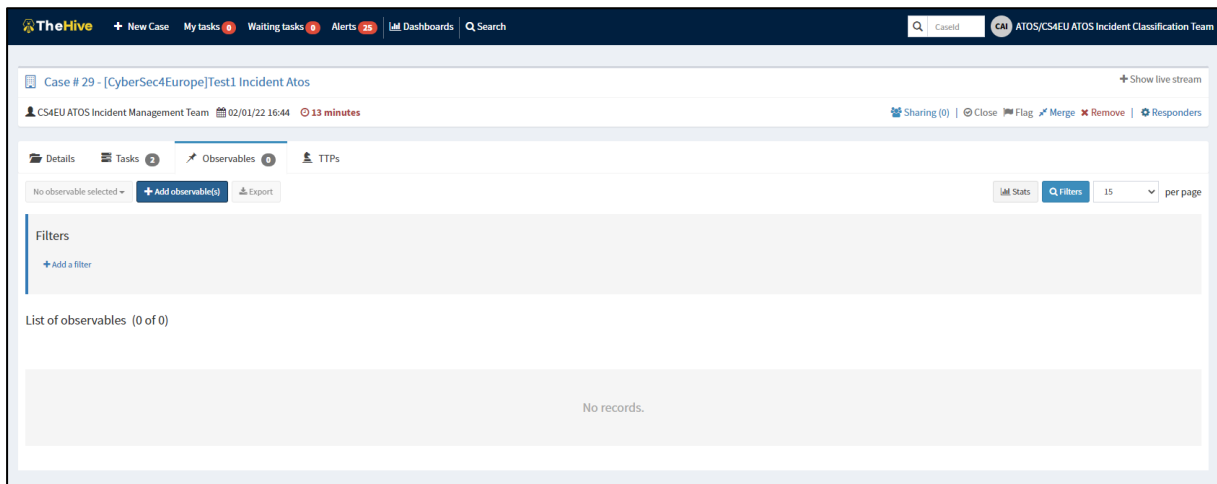 TheHive + New Case My tasks 0 Waiting tasks 0 Alerts 25 Dashboards Search CaseId CAI ATOS/CS4EU ATOS Incident Classification Team
Case # 29 - [CyberSec4Europe]Test1 Incident Atos + Show live stream
CS4EU ATOS Incident Management Team 02/01/22 16:44 13 minutes Sharing (0) | Close Flag Merge Remove | Responders
Details Tasks 2 Observables 0 TTPs
No observable selected + Add observable(s) Export Stats Filters 15 per page
Filters
+ Add a filter
List of observables (0 of 0)
No records.